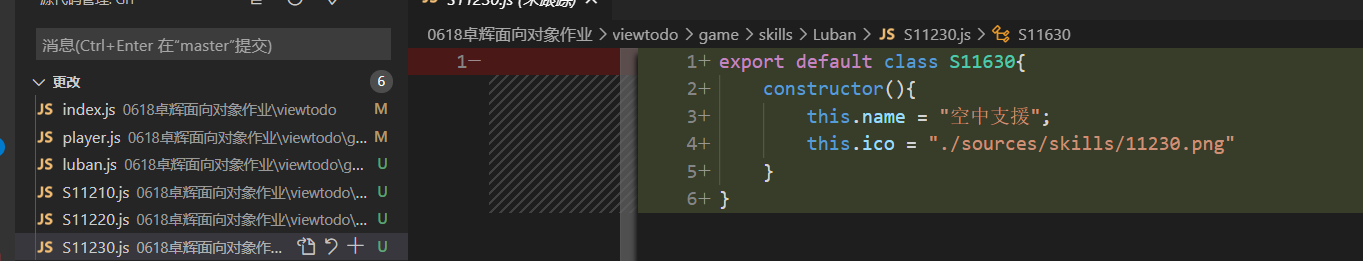 源代码管理: Git
S11230.js (未跟踪)
消息(Ctrl+Enter 在“master”提交)
0618卓辉面向对象作业 > viewtodo > game > skills > Luban > JS S11230.js > S11630
更改 6
JS index.js 0618卓辉面向对象作业\viewtodo M
JS player.js 0618卓辉面向对象作业\viewtodo\g... M
JS luban.js 0618卓辉面向对象作业\viewtodo\g... U
JS S11210.js 0618卓辉面向对象作业\viewtodo\... U
JS S11220.js 0618卓辉面向对象作业\viewtodo\... U
JS S11230.js 0618卓辉面向对象作... U
1−
1+ export default class S11630{
2+ constructor(){
3+ this.name = "空中支援";
4+ this.ico = "./sources/skills/11230.png"
5+ }
6+ }